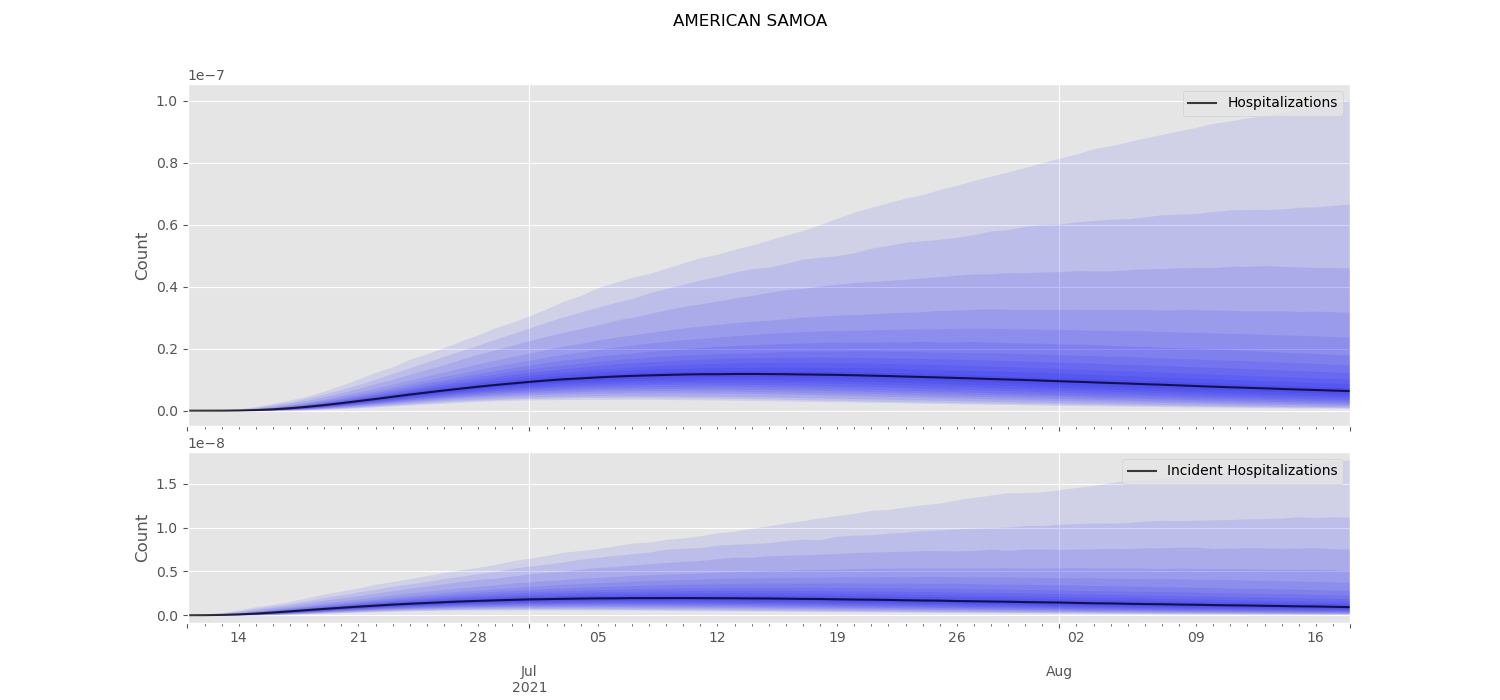 AMERICAN SAMOA
1e−7
Hospitalizations
1.0
0.8
0.6
0.4
0.2
0.0
Count
1e−8
Incident Hospitalizations
1.5
1.0
0.5
0.0
Count
14 21 28 05 12 19 26 02 09 16
Jul Aug
2021